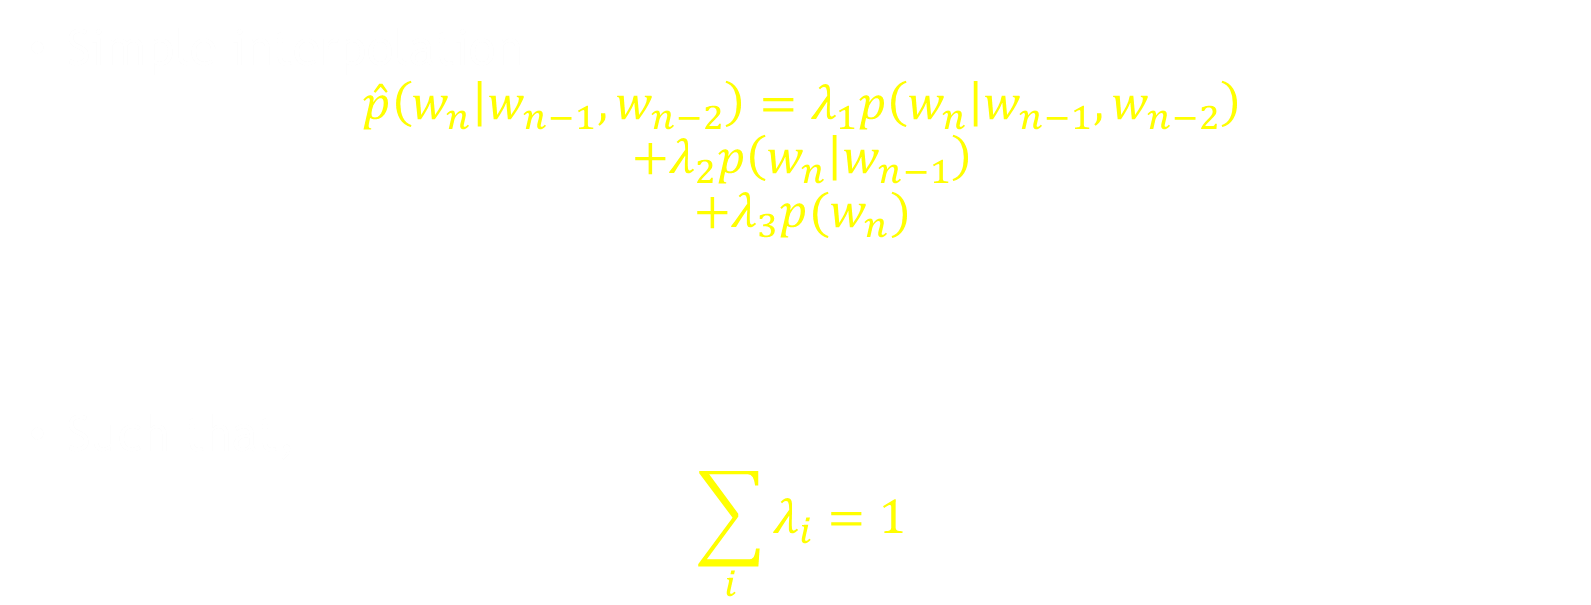 p̂(wₙ|wₙ₋₁, wₙ₋₂) = λ₁p(wₙ|wₙ₋₁, wₙ₋₂)
+λ₂p(wₙ|wₙ₋₁)
+λ₃p(wₙ)
∑ᵢ λᵢ = 1